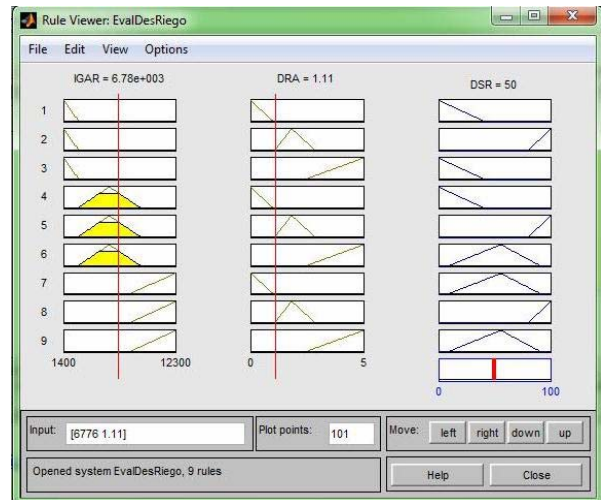 Rule Viewer: EvalDesRiego
File Edit View Options
IGAR = 6.78e+003 DRA = 1.11 DSR = 50
1
2
3
4
5
6
7
8
9
1400 12300 0 5
0 100
Input: [6776 1.11] Plot points: 101 Move: left right down up
Opened system EvalDesRiego, 9 rules Help Close